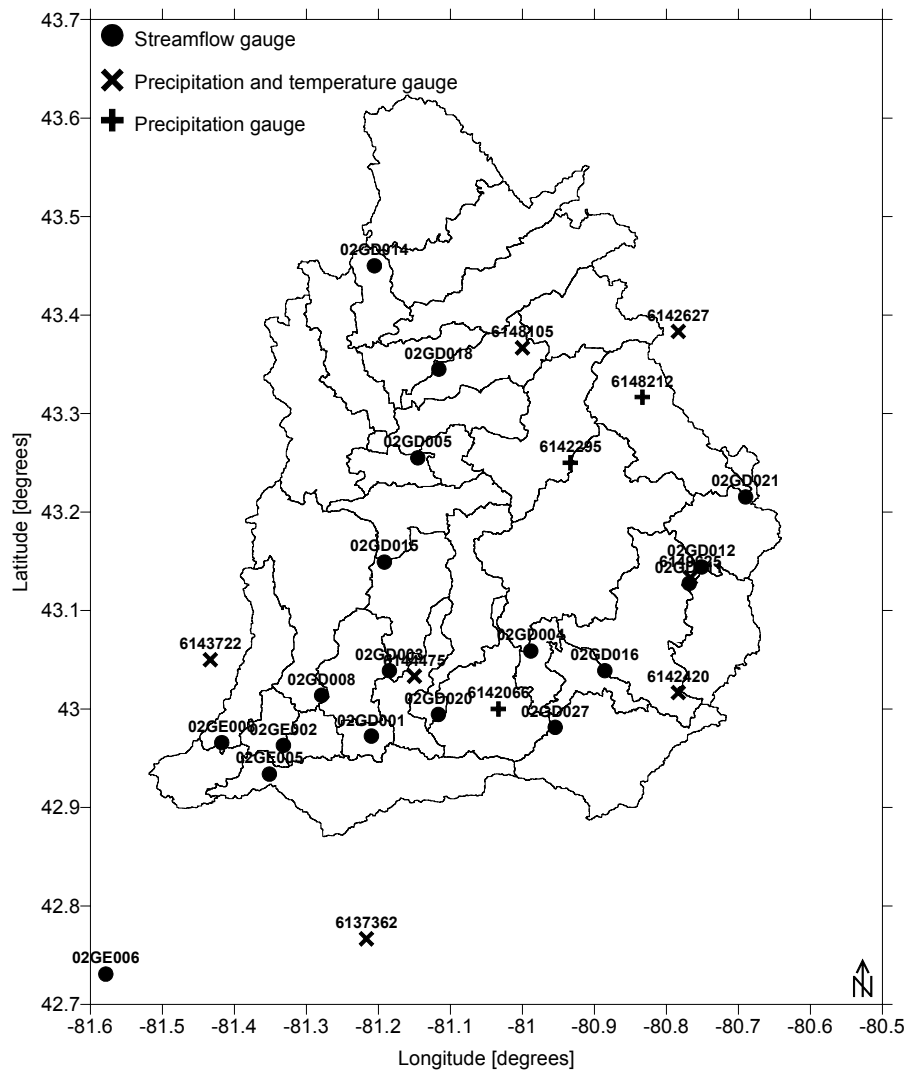 43.7
Streamflow gauge
Precipitation and temperature gauge
Precipitation gauge
43.6
43.5
02GD014
43.4
6142627
6148105
02GD018
6148212
43.3
02GD005
6142295
02GD021
43.2
02GD015
02GD012
43.1
6143722
02GD004
02GD003
6144475
02GD016
02GD008
6142420
02GD020
6142066
43
02GD001
02GD027
02GE002
02GE005
42.9
42.8
6137362
02GE006
42.7
N
-81.6 -81.5 -81.4 -81.3 -81.2 -81.1 -81 -80.9 -80.8 -80.7 -80.6 -80.5
Longitude [degrees]
Latitude [degrees]